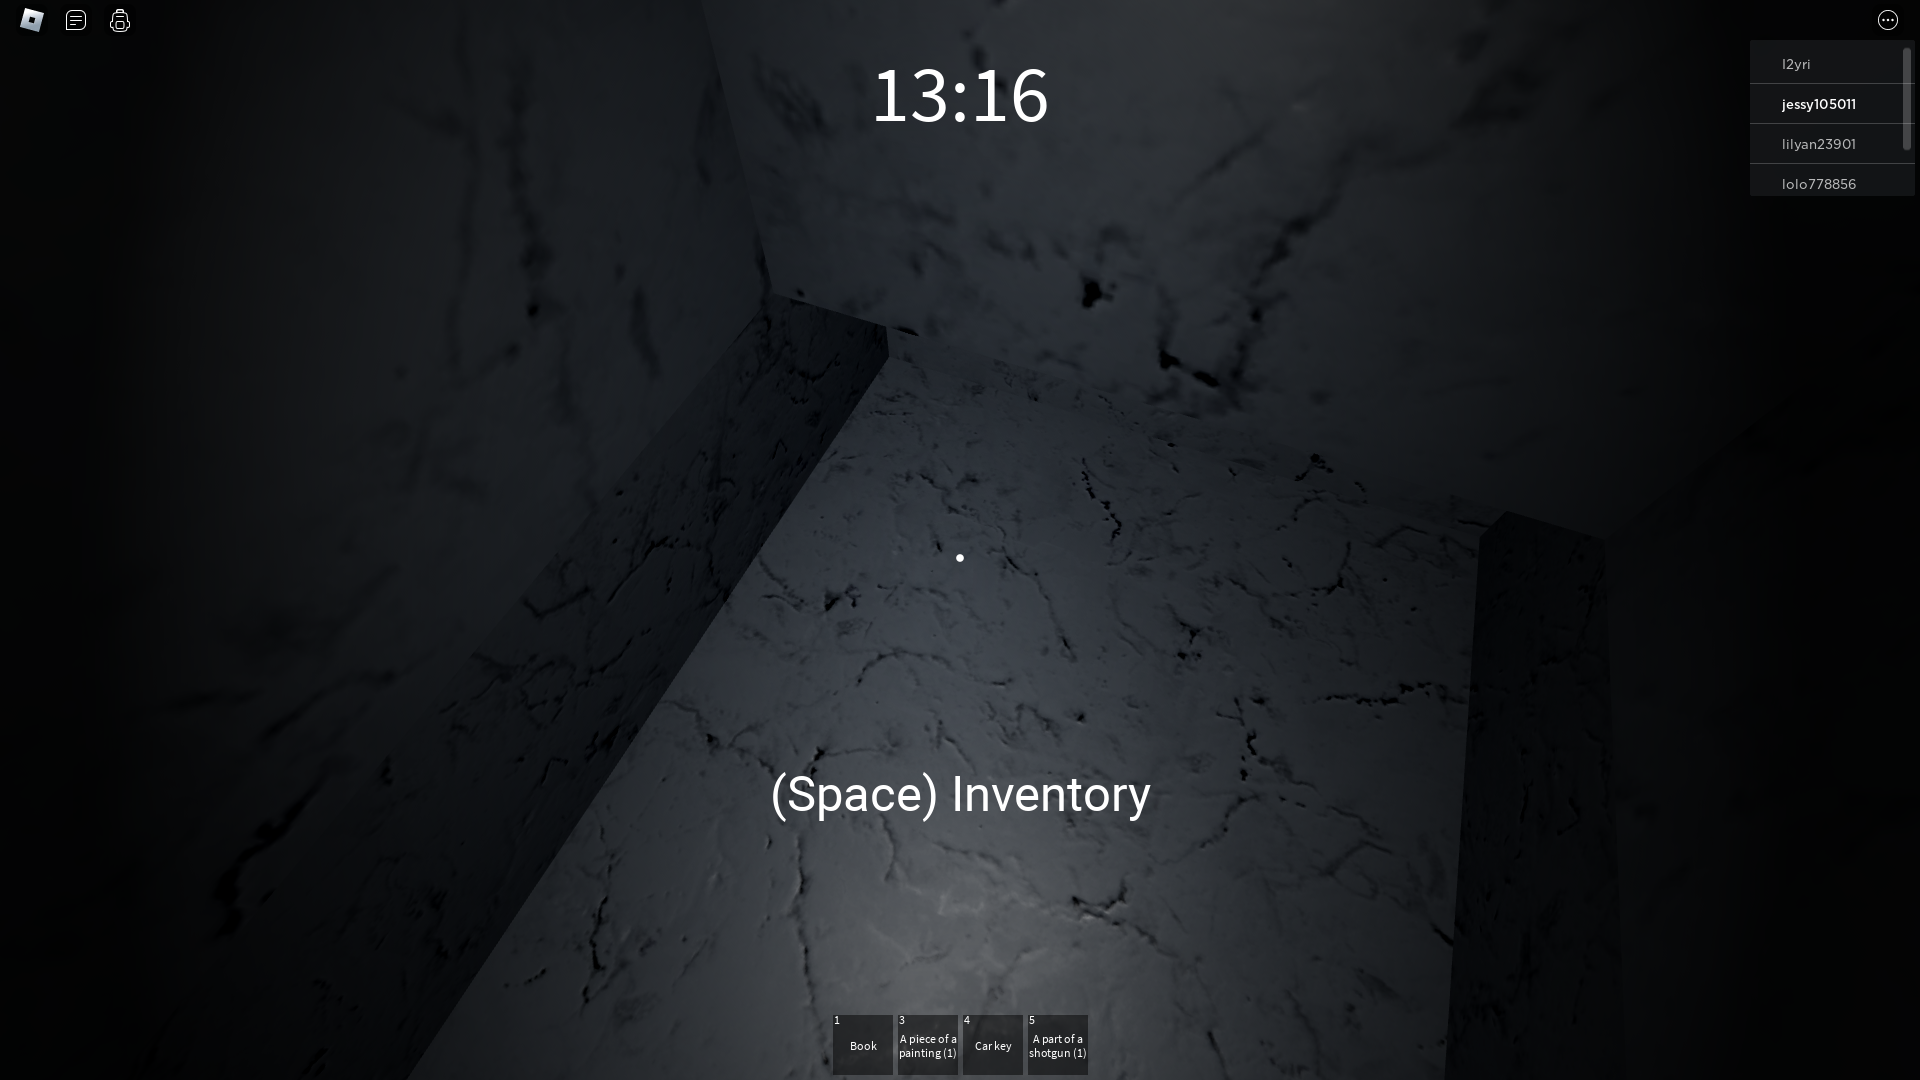 13:16
l2yri
jessy105011
lilyan23901
lolo778856
(Space) Inventory
1
Book
3
A piece of a
painting (1)
4
Car key
5
A part of a
shotgun (1)